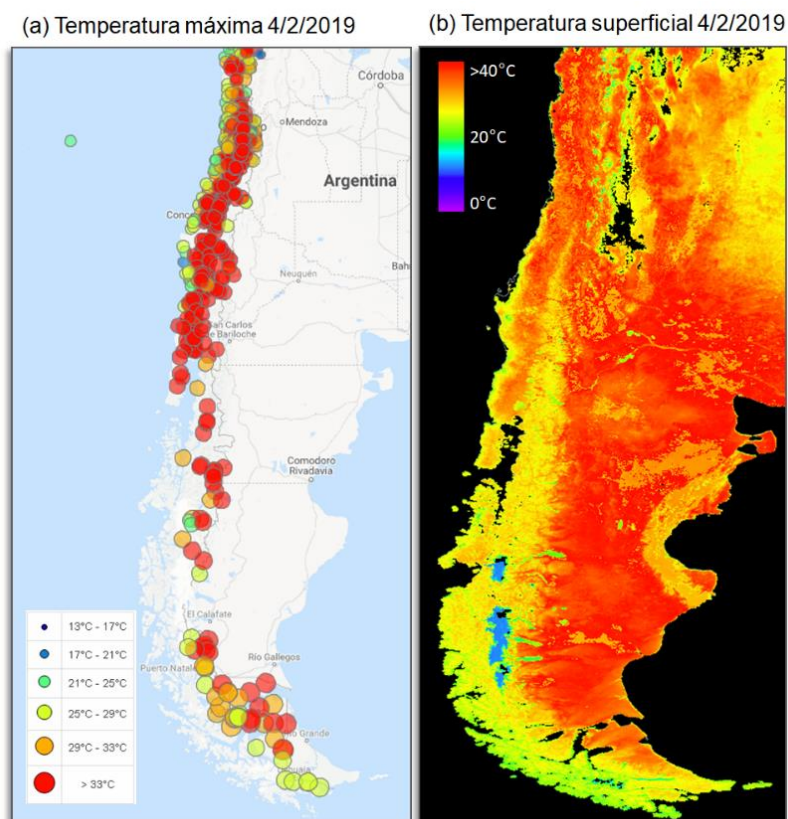 (a) Temperatura máxima 4/2/2019
(b) Temperatura superficial 4/2/2019
Córdoba
Mendoza
Argentina
Conce
Neuquén
Bah
San Carlos
de Bariloche
Comodoro
Rivadavia
El Calafate
Puerto Natale
Río Gallegos
Río Grande
13°C - 17°C
17°C - 21°C
21°C - 25°C
25°C - 29°C
29°C - 33°C
> 33°C
>40°C
20°C
0°C